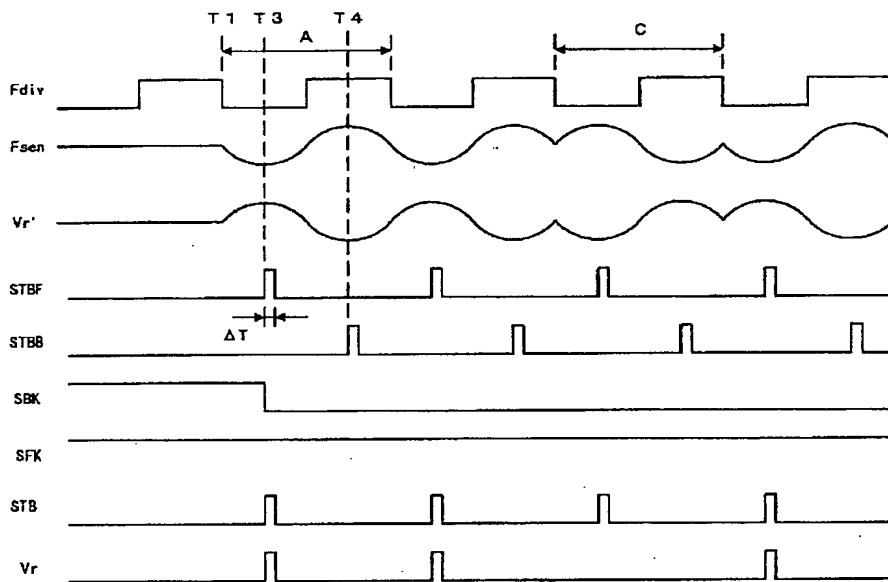 T1 T3 T4
A C
Fdiv
Fsen
Vr'
STBF
ΔT
STBB
SBK
SFK
STB
Vr